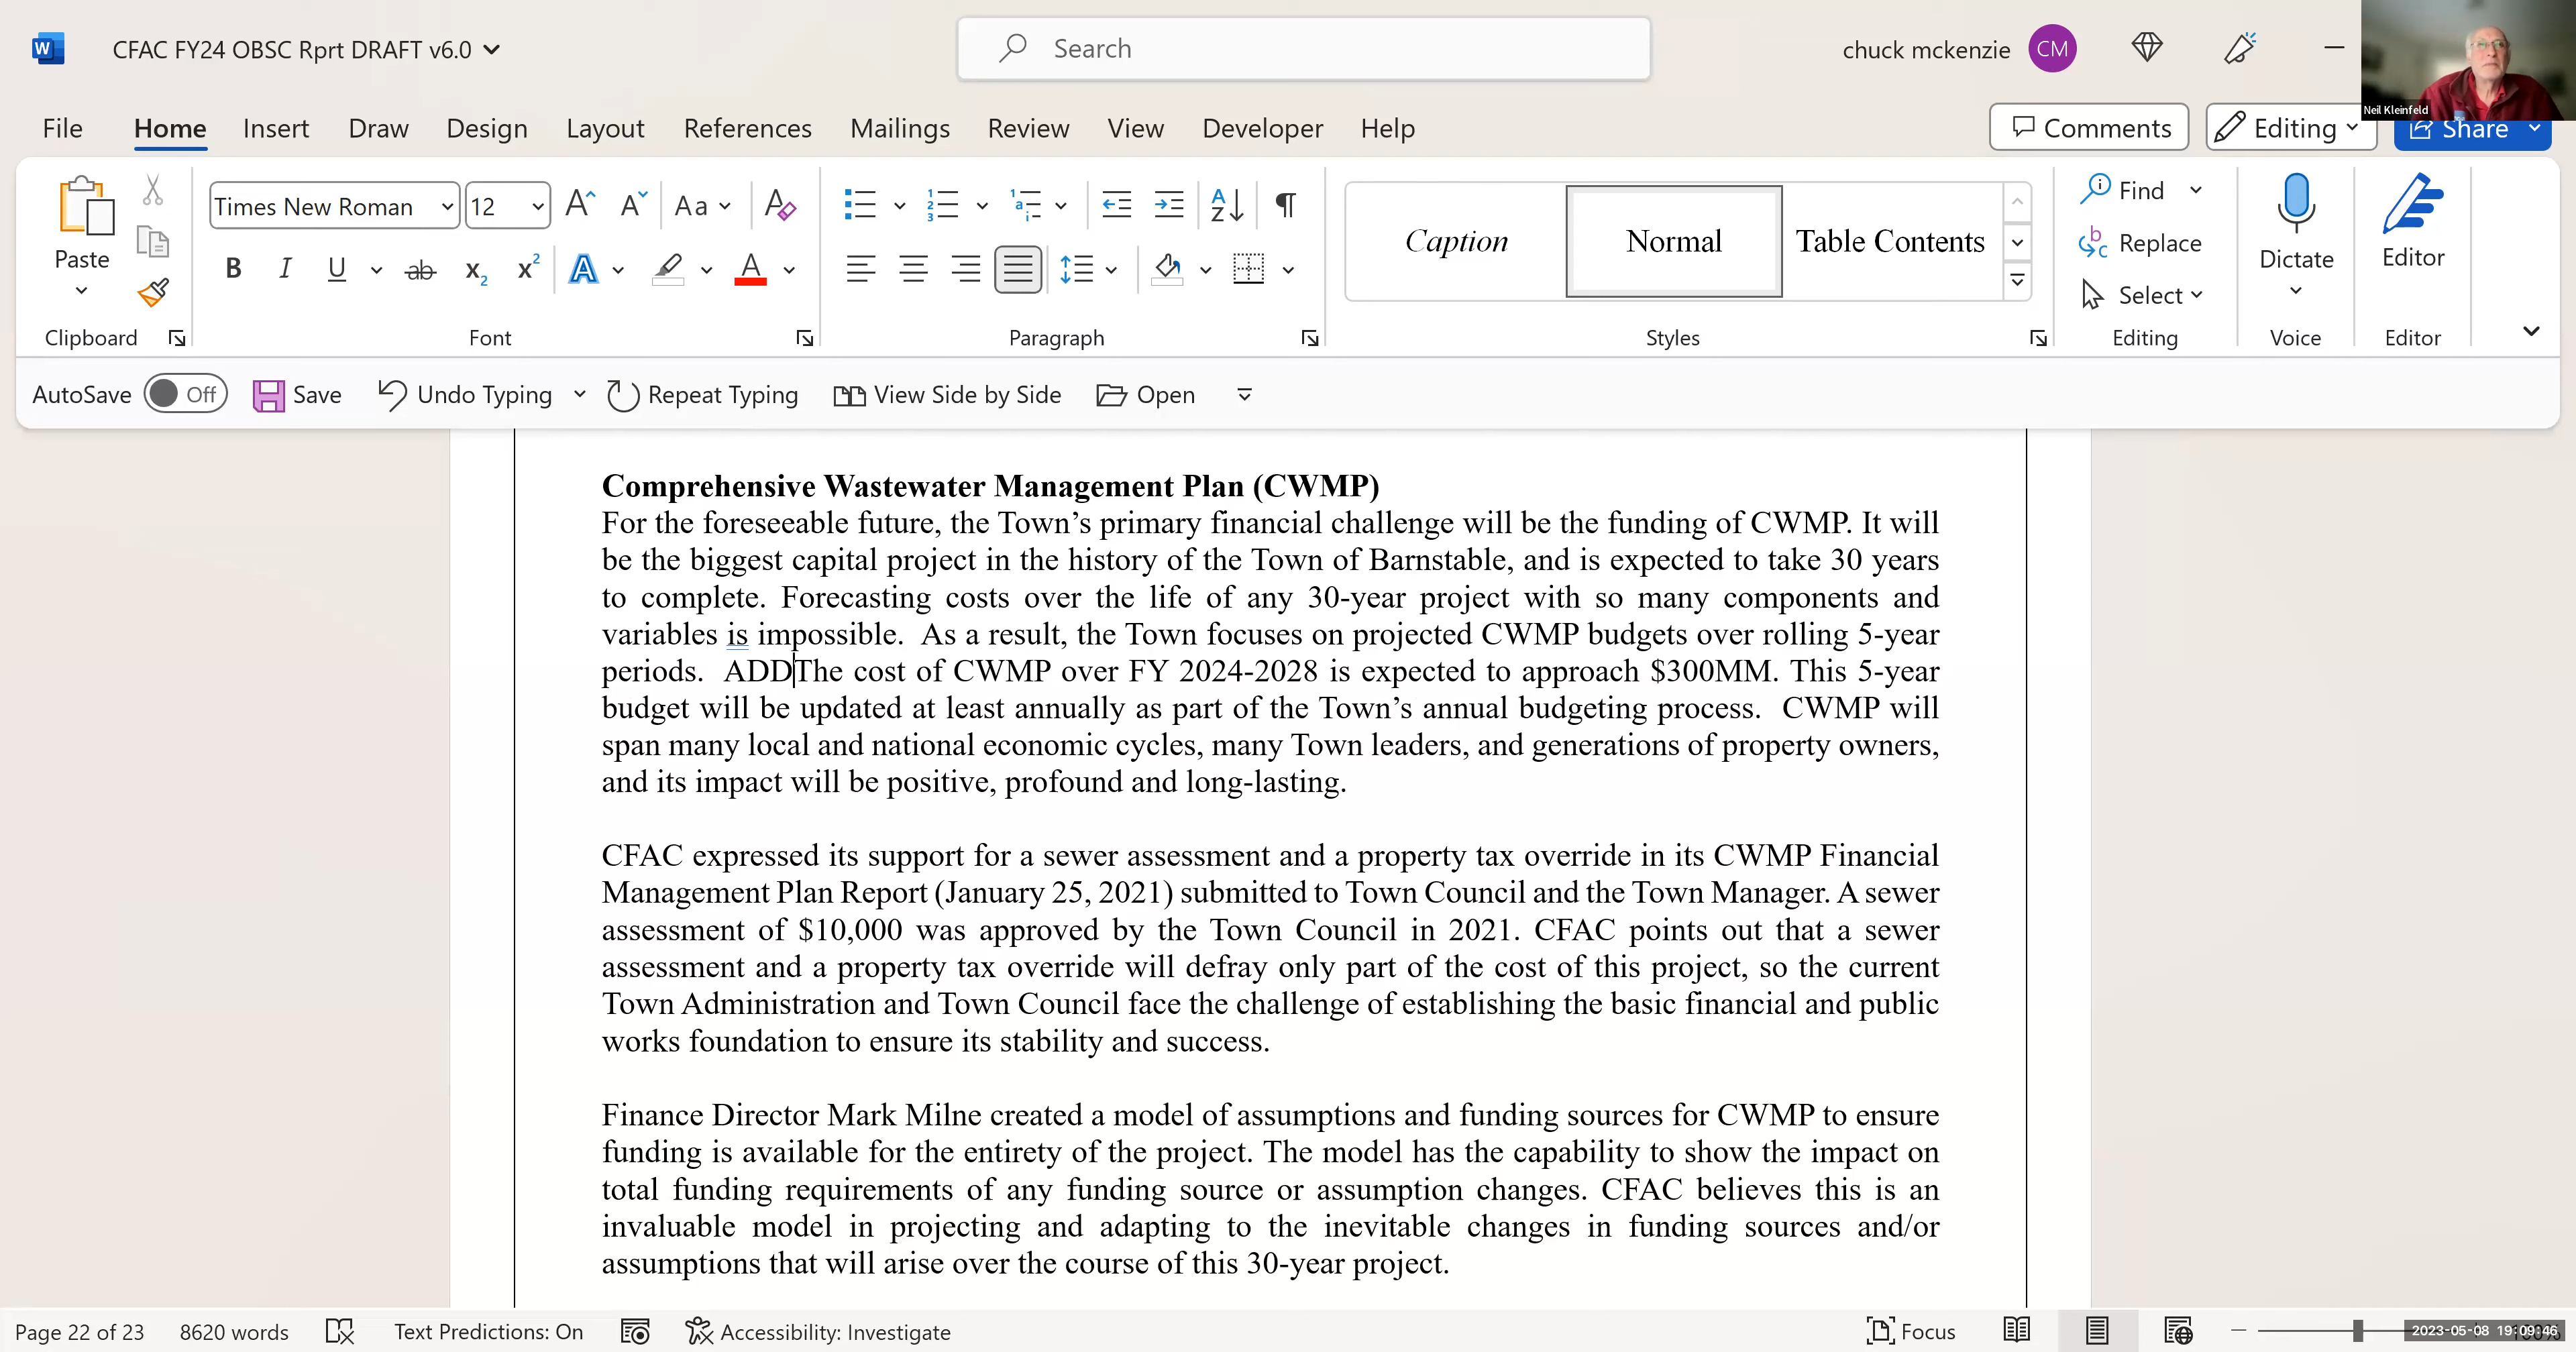 CFAC FY24 OBSC Rprt DRAFT v6.0
Search
chuck mckenzie CM
Neil Kleinfeld
File Home Insert Draw Design Layout References Mailings Review View Developer Help
Comments Editing Share
Paste
Times New Roman 12
Aa
Caption Normal Table Contents
Find
Replace
Select
Dictate
Editor
Clipboard Font Paragraph Styles Editing Voice Editor
AutoSave Off Save Undo Typing Repeat Typing View Side by Side Open
Comprehensive Wastewater Management Plan (CWMP)
For the foreseeable future, the Town’s primary financial challenge will be the funding of CWMP. It will
be the biggest capital project in the history of the Town of Barnstable, and is expected to take 30 years
to complete. Forecasting costs over the life of any 30-year project with so many components and
variables is impossible. As a result, the Town focuses on projected CWMP budgets over rolling 5-year
periods. ADDThe cost of CWMP over FY 2024-2028 is expected to approach $300MM. This 5-year
budget will be updated at least annually as part of the Town’s annual budgeting process. CWMP will
span many local and national economic cycles, many Town leaders, and generations of property owners,
and its impact will be positive, profound and long-lasting.
CFAC expressed its support for a sewer assessment and a property tax override in its CWMP Financial
Management Plan Report (January 25, 2021) submitted to Town Council and the Town Manager. A sewer
assessment of $10,000 was approved by the Town Council in 2021. CFAC points out that a sewer
assessment and a property tax override will defray only part of the cost of this project, so the current
Town Administration and Town Council face the challenge of establishing the basic financial and public
works foundation to ensure its stability and success.
Finance Director Mark Milne created a model of assumptions and funding sources for CWMP to ensure
funding is available for the entirety of the project. The model has the capability to show the impact on
total funding requirements of any funding source or assumption changes. CFAC believes this is an
invaluable model in projecting and adapting to the inevitable changes in funding sources and/or
assumptions that will arise over the course of this 30-year project.
Page 22 of 23 8620 words Text Predictions: On Accessibility: Investigate Focus
2023-05-08 19:09:46